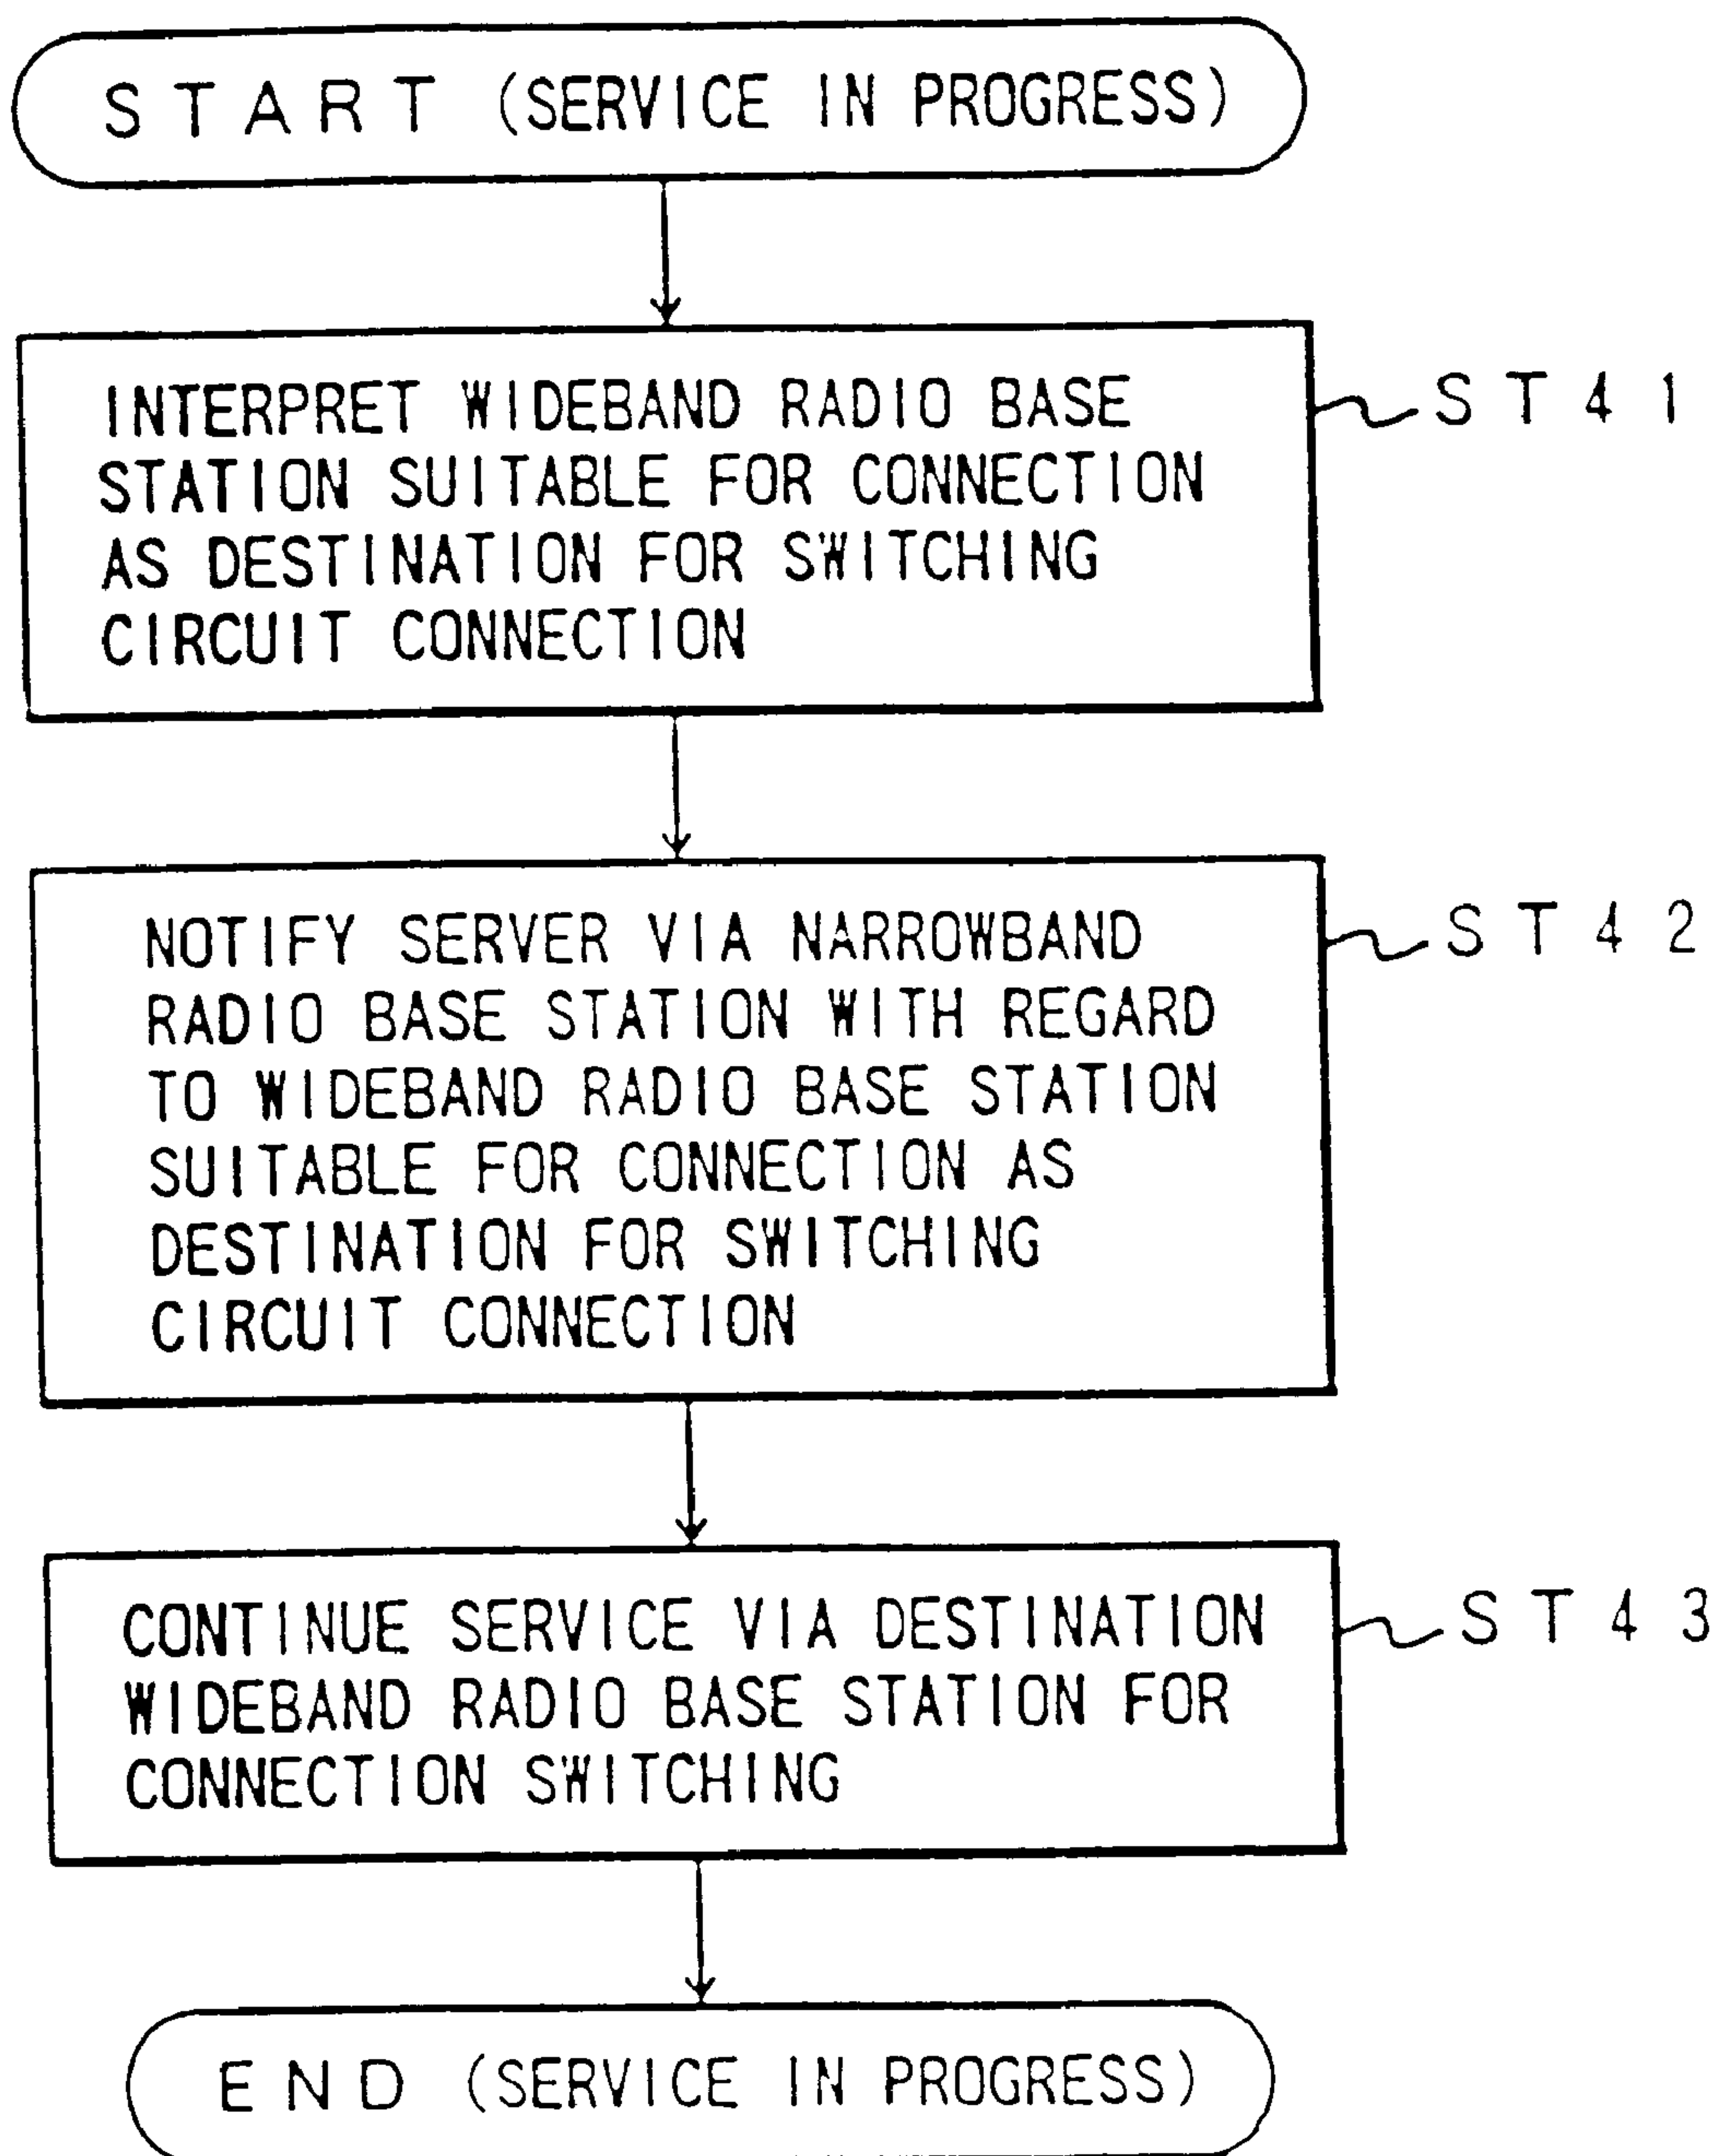 START (SERVICE IN PROGRESS)
INTERPRET WIDEBAND RADIO BASE
STATION SUITABLE FOR CONNECTION
AS DESTINATION FOR SWITCHING
CIRCUIT CONNECTION
ST41
NOTIFY SERVER VIA NARROWBAND
RADIO BASE STATION WITH REGARD
TO WIDEBAND RADIO BASE STATION
SUITABLE FOR CONNECTION AS
DESTINATION FOR SWITCHING
CIRCUIT CONNECTION
ST42
CONTINUE SERVICE VIA DESTINATION
WIDEBAND RADIO BASE STATION FOR
CONNECTION SWITCHING
ST43
END (SERVICE IN PROGRESS)